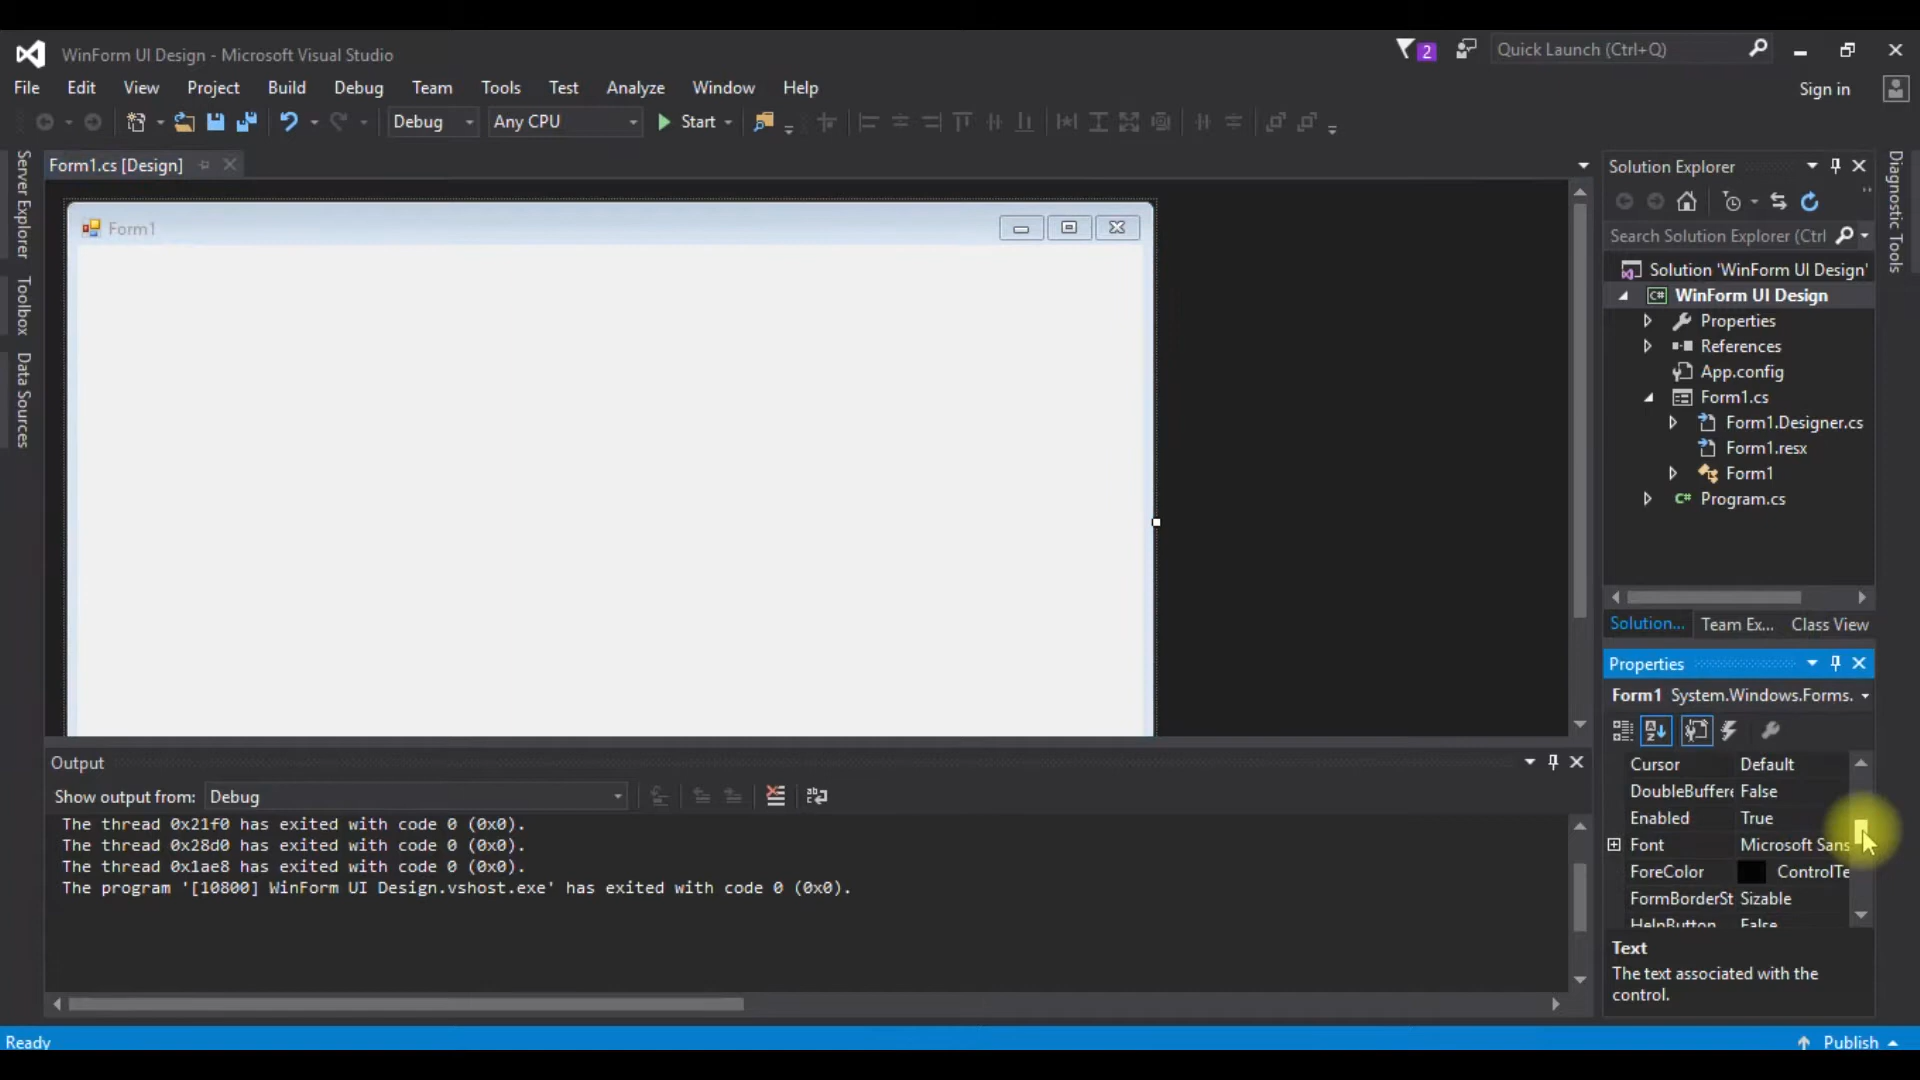 WinForm UI Design - Microsoft Visual Studio
2
Quick Launch (Ctrl+Q)
File Edit View Project Build Debug Team Tools Test Analyze Window Help
Sign in
Debug Any CPU Start
Server Explorer
Toolbox
Data Sources
Form1.cs [Design]
Form1
Solution Explorer
Search Solution Explorer (Ctrl
Solution 'WinForm UI Design'
C# WinForm UI Design
Properties
References
App.config
Form1.cs
Form1.Designer.cs
Form1.resx
Form1
C# Program.cs
Solution... Team Ex... Class View
Diagnostic Tools
Properties
Form1 System.Windows.Forms.
Cursor Default
DoubleBuffere False
Enabled True
Font Microsoft Sans
ForeColor ControlTe
FormBorderSt Sizable
HelpButton False
Text
The text associated with the
control.
Output
Show output from: Debug
The thread 0x21f0 has exited with code 0 (0x0).
The thread 0x28d0 has exited with code 0 (0x0).
The thread 0x1ae8 has exited with code 0 (0x0).
The program '[10800] WinForm UI Design.vshost.exe' has exited with code 0 (0x0).
Ready
Publish